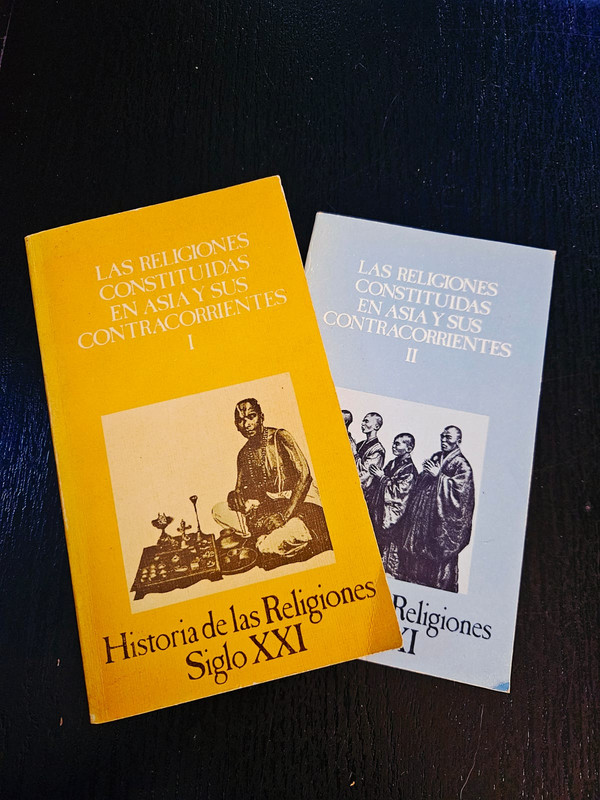 LAS RELIGIONES
CONSTITUIDAS
EN ASIA Y SUS
CONTRACORRIENTES
I
Historia de las Religiones
Siglo XXI
LAS RELIGIONES
CONSTITUIDAS
EN ASIA Y SUS
CONTRACORRIENTES
II
Religiones
XI